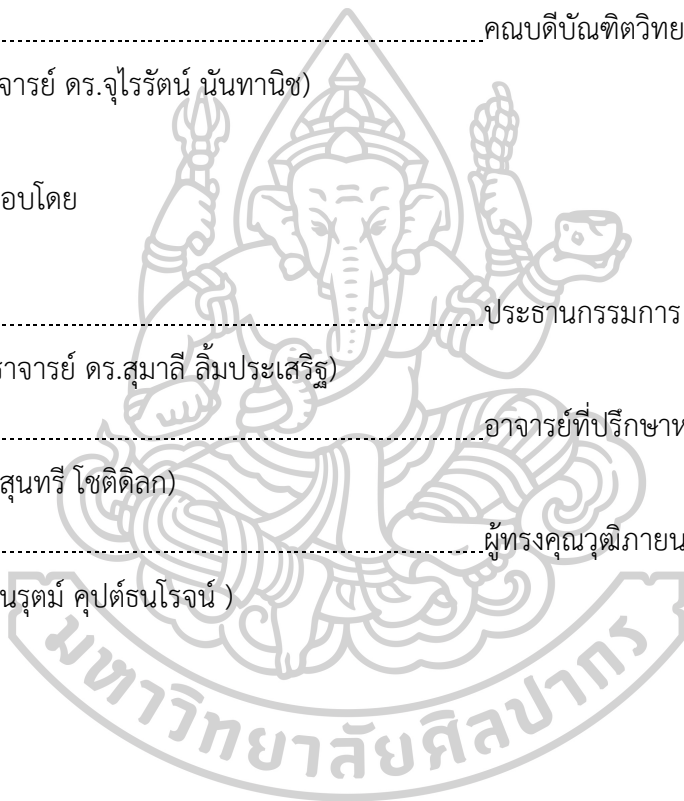 คณบดีบัณฑิตวิทย
จารย์ ดร.จุไรรัตน์ นันทานิช)
อบโดย
ประธานกรรมการ
าจารย์ ดร.สุมาลี ลิ้มประเสริฐ)
อาจารย์ที่ปรึกษาห
สุนทรี โชติดิลก)
ผู้ทรงคุณวุฒิภายน
นรุตม์ คุปต์ธนโรจน์ )
มหาวิทยาลัยศิลปากร